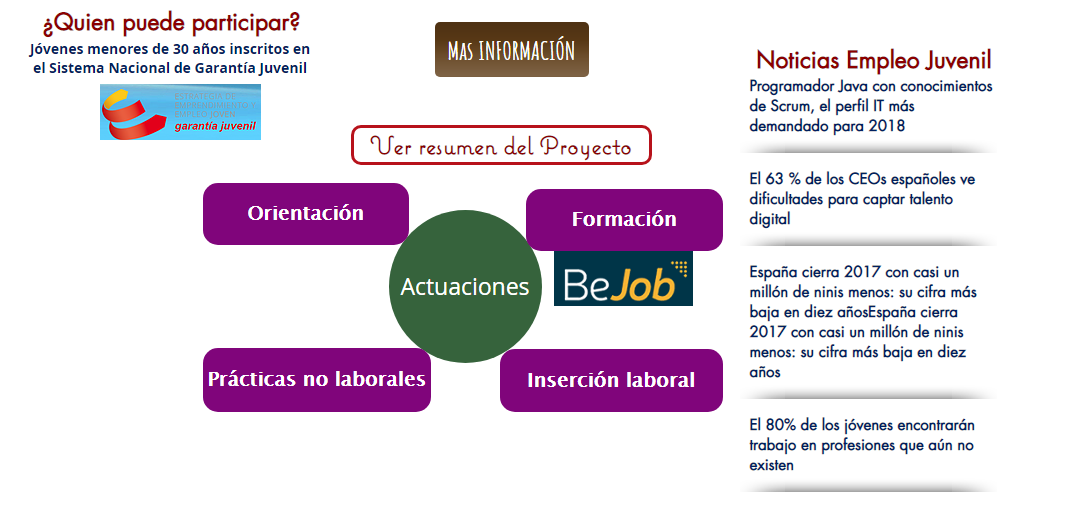 ¿Quien puede participar?
Jóvenes menores de 30 años inscritos en
el Sistema Nacional de Garantía Juvenil
ESTRATEGIA DE
EMPRENDIMIENTO Y
EMPLEO JOVEN
garantía juvenil
Mas INFORMACIÓN
Ver resumen del Proyecto
Orientación
Formación
Actuaciones
BeJob
Prácticas no laborales
Inserción laboral
Noticias Empleo Juvenil
Programador Java con conocimientos
de Scrum, el perfil IT más
demandado para 2018
El 63 % de los CEOs españoles ve
dificultades para captar talento
digital
España cierra 2017 con casi un
millón de ninis menos: su cifra más
baja en diez añosEspaña cierra
2017 con casi un millón de ninis
menos: su cifra más baja en diez
años
El 80% de los jóvenes encontrarán
trabajo en profesiones que aún no
existen